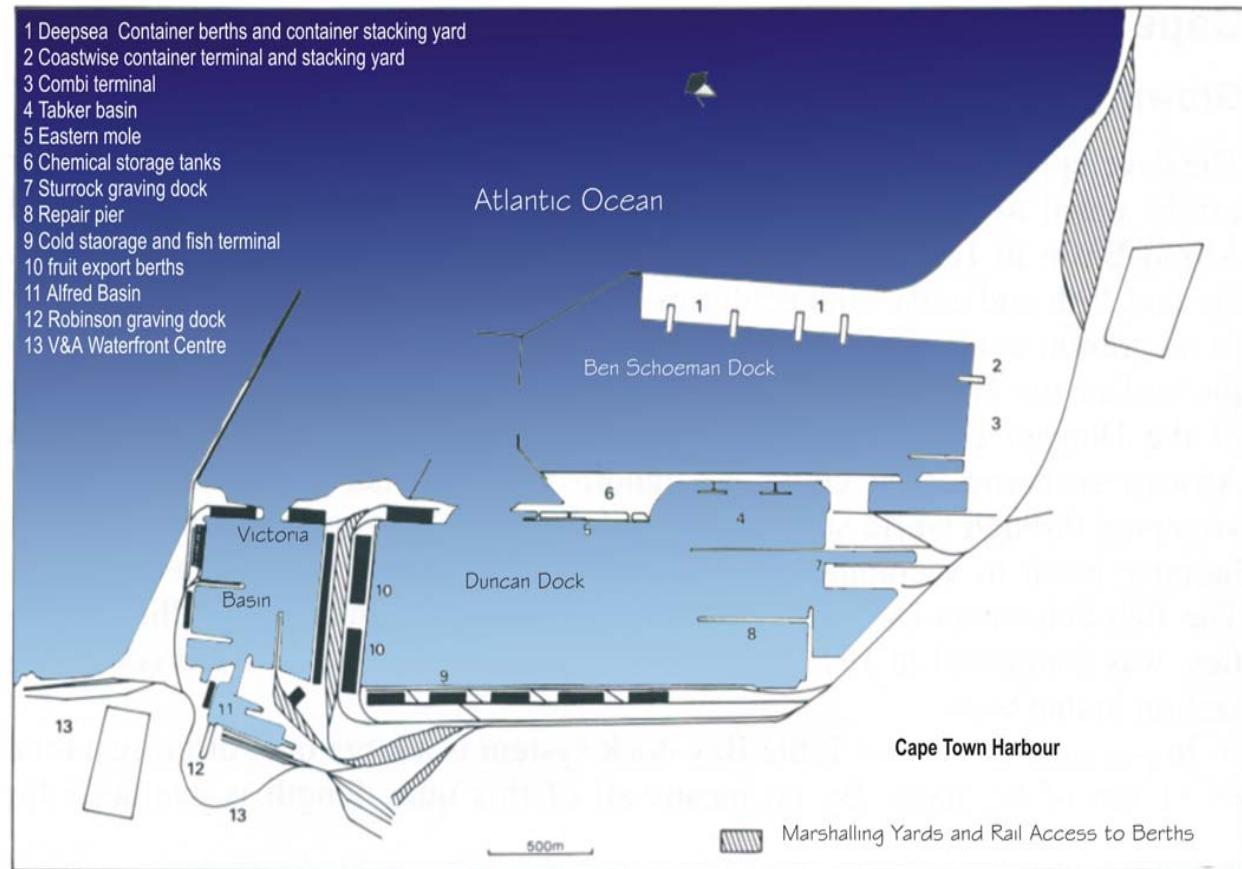 1 Deepsea Container berths and container stacking yard
2 Coastwise container terminal and stacking yard
3 Combi terminal
4 Tabker basin
5 Eastern mole
6 Chemical storage tanks
7 Sturrock graving dock
8 Repair pier
9 Cold staorage and fish terminal
10 fruit export berths
11 Alfred Basin
12 Robinson graving dock
13 V&A Waterfront Centre
Atlantic Ocean
1 1
Ben Schoeman Dock
2
3
6
4
5
Victoria
Basin
Duncan Dock
7
10
10
8
9
11
13
12
13
Cape Town Harbour
500m
Marshalling Yards and Rail Access to Berths